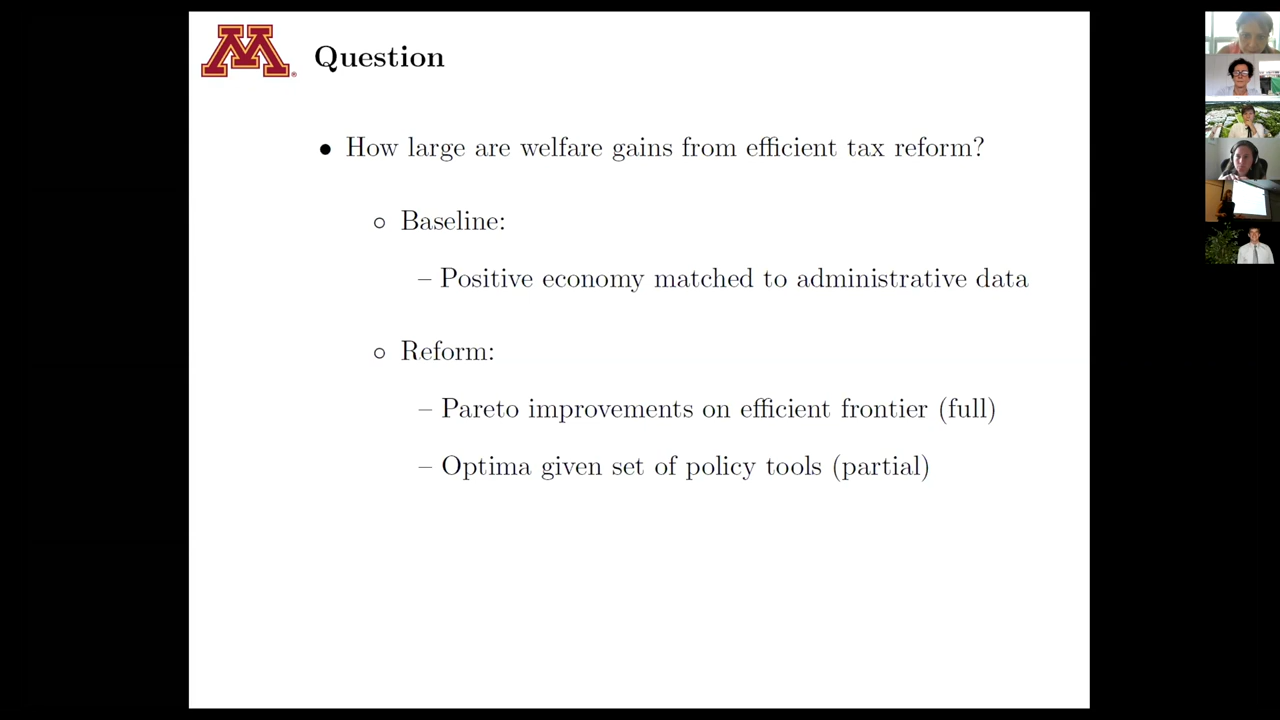 M
Question
• How large are welfare gains from efficient tax reform?
◦ Baseline:
– Positive economy matched to administrative data
◦ Reform:
– Pareto improvements on efficient frontier (full)
– Optima given set of policy tools (partial)